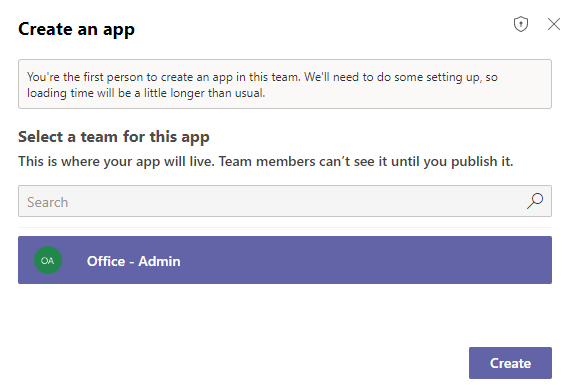 Create an app
You're the first person to create an app in this team. We'll need to do some setting up, so
loading time will be a little longer than usual.
Select a team for this app
This is where your app will live. Team members can’t see it until you publish it.
Search
OA
Office - Admin
Create